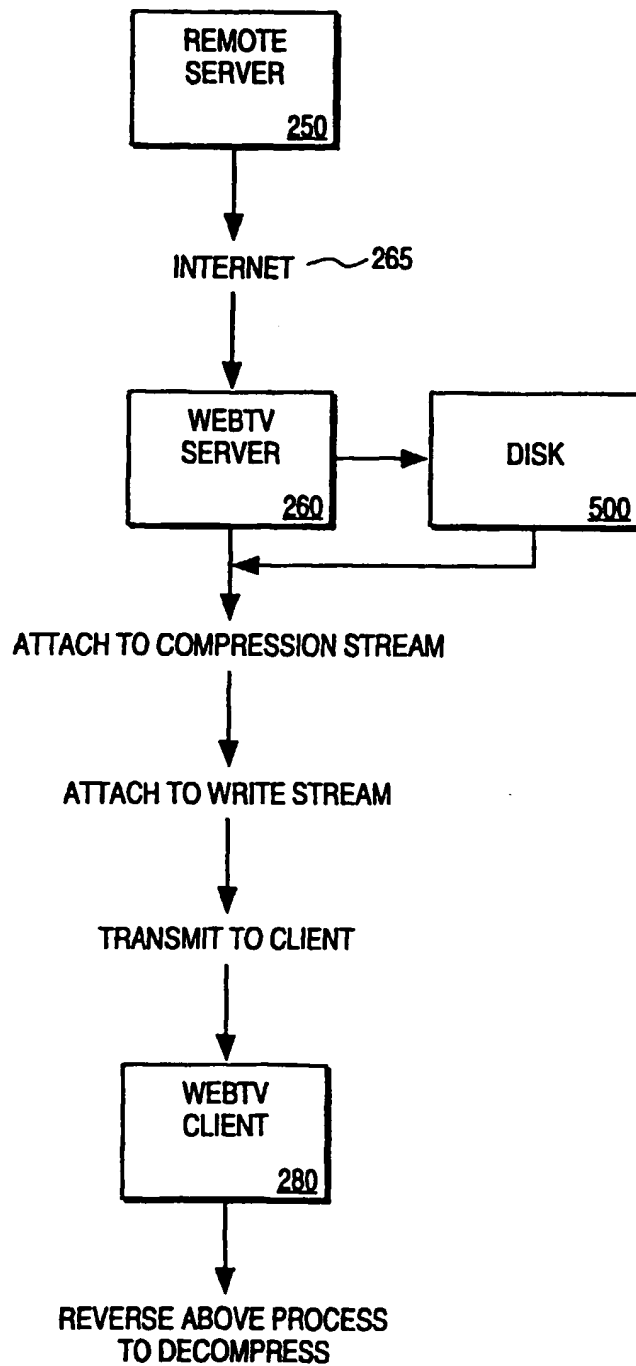 REMOTE
SERVER
250
INTERNET 265
WEBTV
SERVER
260
DISK
500
ATTACH TO COMPRESSION STREAM
ATTACH TO WRITE STREAM
TRANSMIT TO CLIENT
WEBTV
CLIENT
280
REVERSE ABOVE PROCESS
TO DECOMPRESS